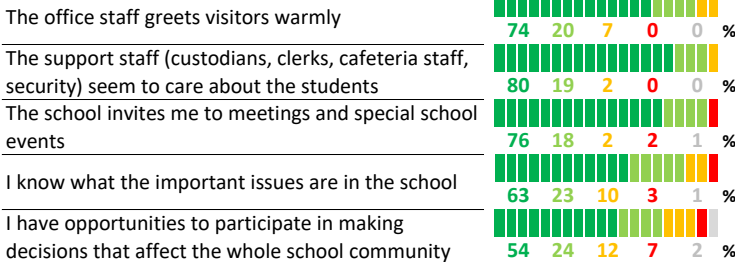 The office staff greets visitors warmly
74 20 7 0 0 %
The support staff (custodians, clerks, cafeteria staff,
security) seem to care about the students
80 19 2 0 0 %
The school invites me to meetings and special school
events
76 18 2 2 1 %
I know what the important issues are in the school
63 23 10 3 1 %
I have opportunities to participate in making
decisions that affect the whole school community
54 24 12 7 2 %